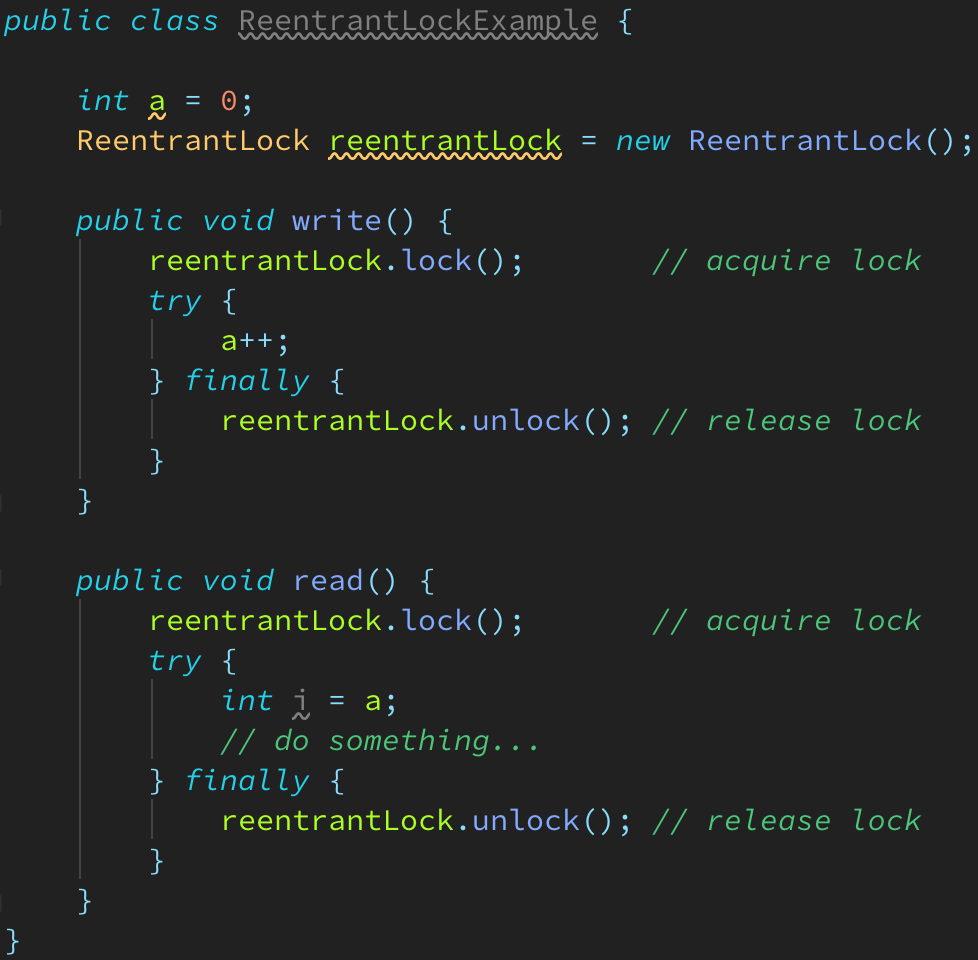 public class ReentrantLockExample {
int a = 0;
ReentrantLock reentrantLock = new ReentrantLock();
public void write() {
reentrantLock.lock(); // acquire lock
try {
a++;
} finally {
reentrantLock.unlock(); // release lock
}
}
public void read() {
reentrantLock.lock(); // acquire lock
try {
int i = a;
// do something...
} finally {
reentrantLock.unlock(); // release lock
}
}
}